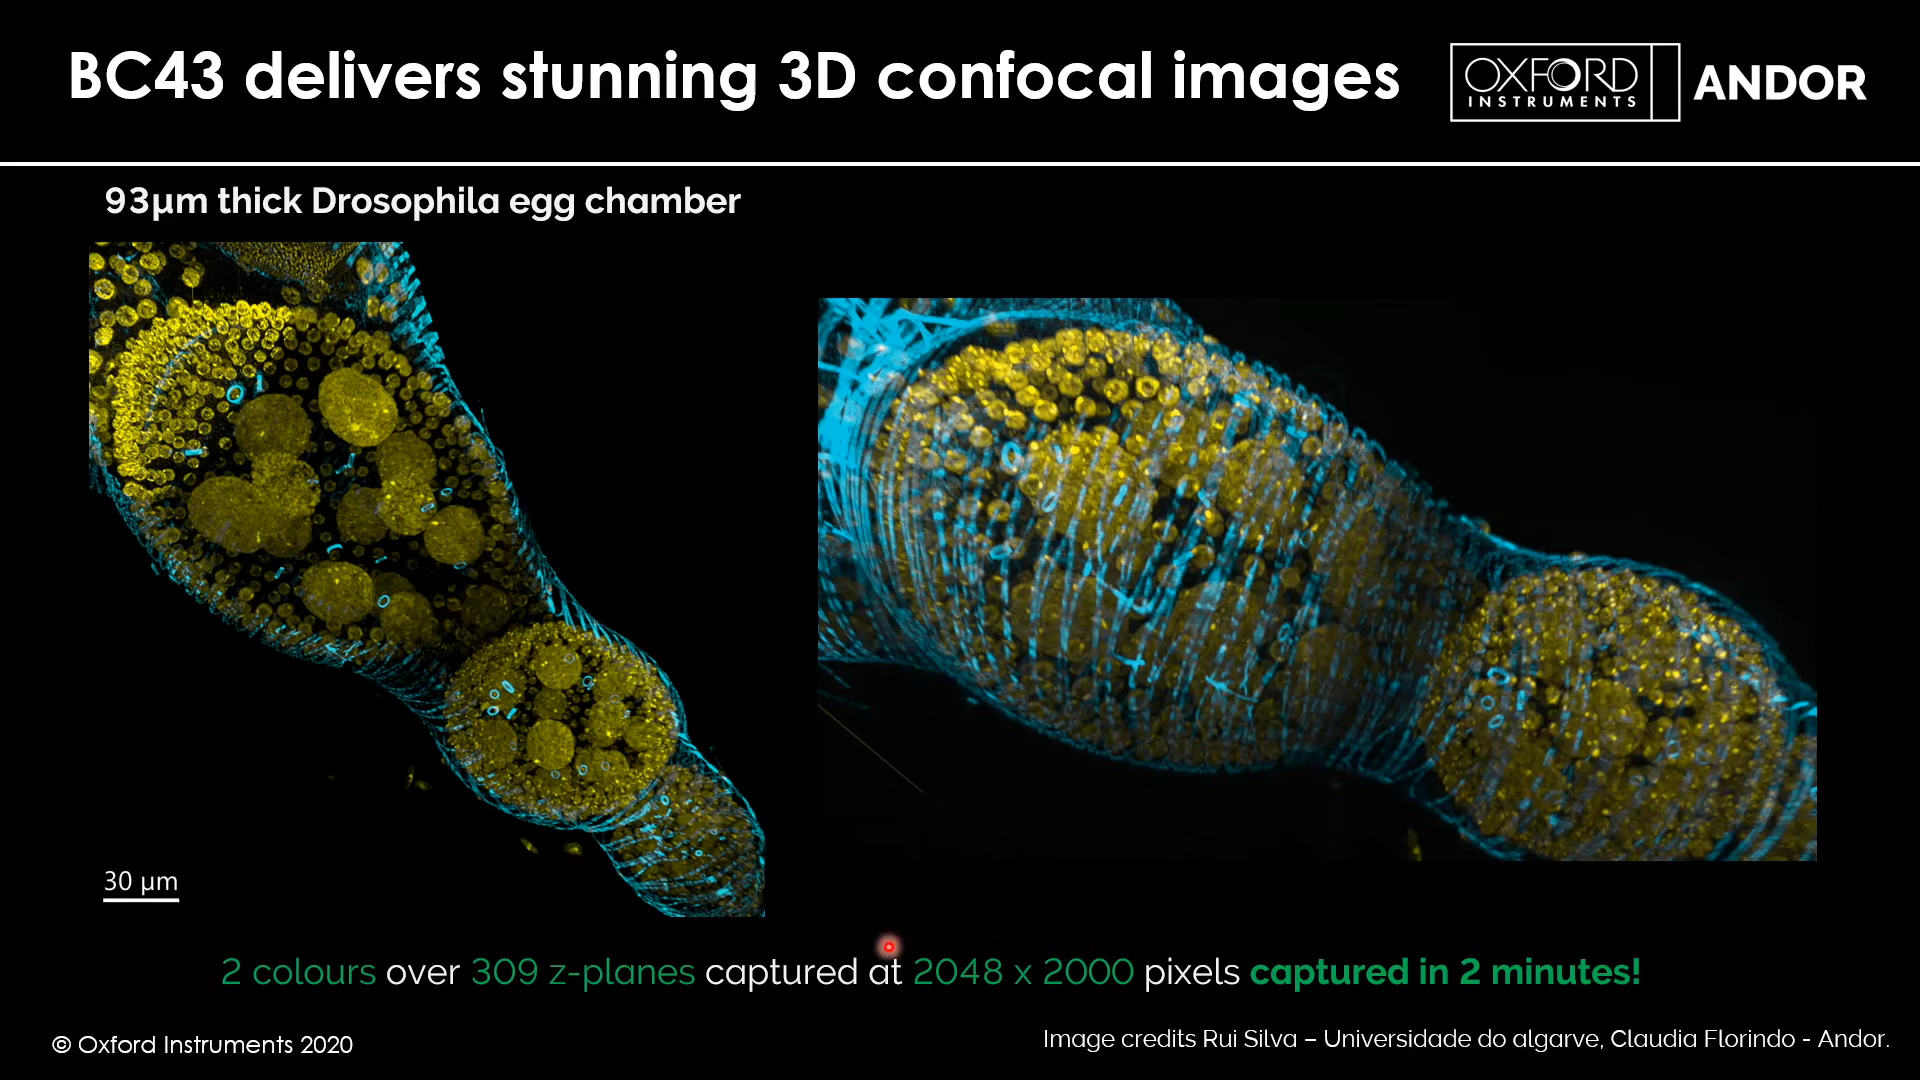 BC43 delivers stunning 3D confocal images
OXFORD
INSTRUMENTS
ANDOR
93µm thick Drosophila egg chamber
30 µm
2 colours over 309 z-planes captured at 2048 x 2000 pixels captured in 2 minutes!
© Oxford Instruments 2020
Image credits Rui Silva – Universidade do algarve, Claudia Florindo - Andor.